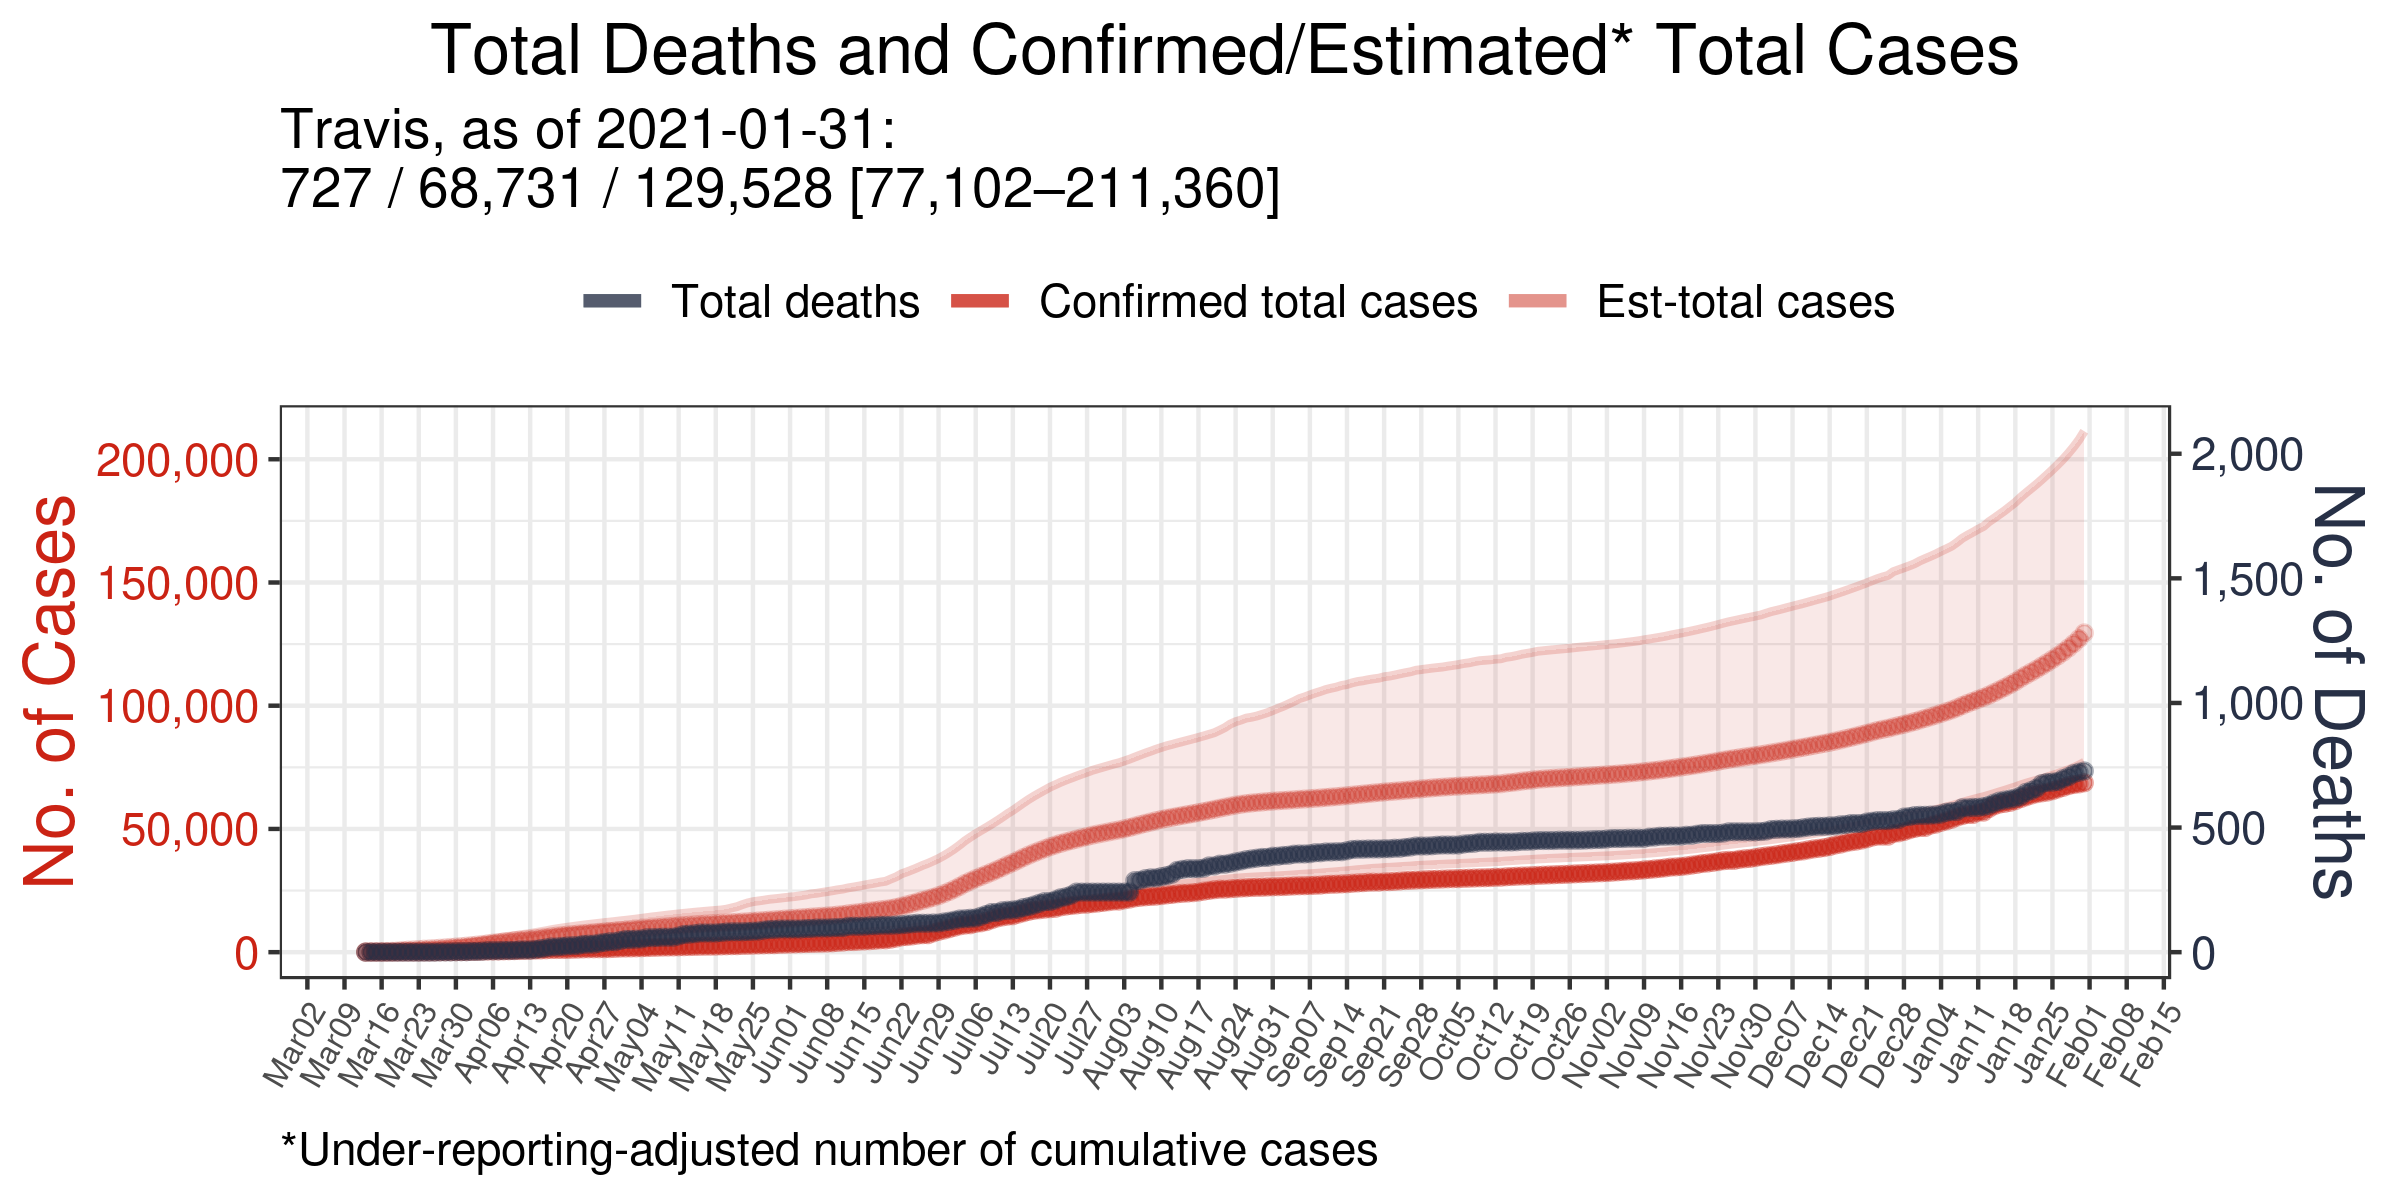 Total Deaths and Confirmed/Estimated* Total Cases
Travis, as of 2021-01-31:
727 / 68,731 / 129,528 [77,102–211,360]
Total deaths
Confirmed total cases
Est-total cases
No. of Cases
200,000
150,000
100,000
50,000
0
2,000
1,500
1,000
500
0
No. of Deaths
Mar02
Mar09
Mar16
Mar23
Mar30
Apr06
Apr13
Apr20
Apr27
May04
May11
May18
May25
Jun01
Jun08
Jun15
Jun22
Jun29
Jul06
Jul13
Jul20
Jul27
Aug03
Aug10
Aug17
Aug24
Aug31
Sep07
Sep14
Sep21
Sep28
Oct05
Oct12
Oct19
Oct26
Nov02
Nov09
Nov16
Nov23
Nov30
Dec07
Dec14
Dec21
Dec28
Jan04
Jan11
Jan18
Jan25
Feb01
Feb08
Feb15
*Under-reporting-adjusted number of cumulative cases